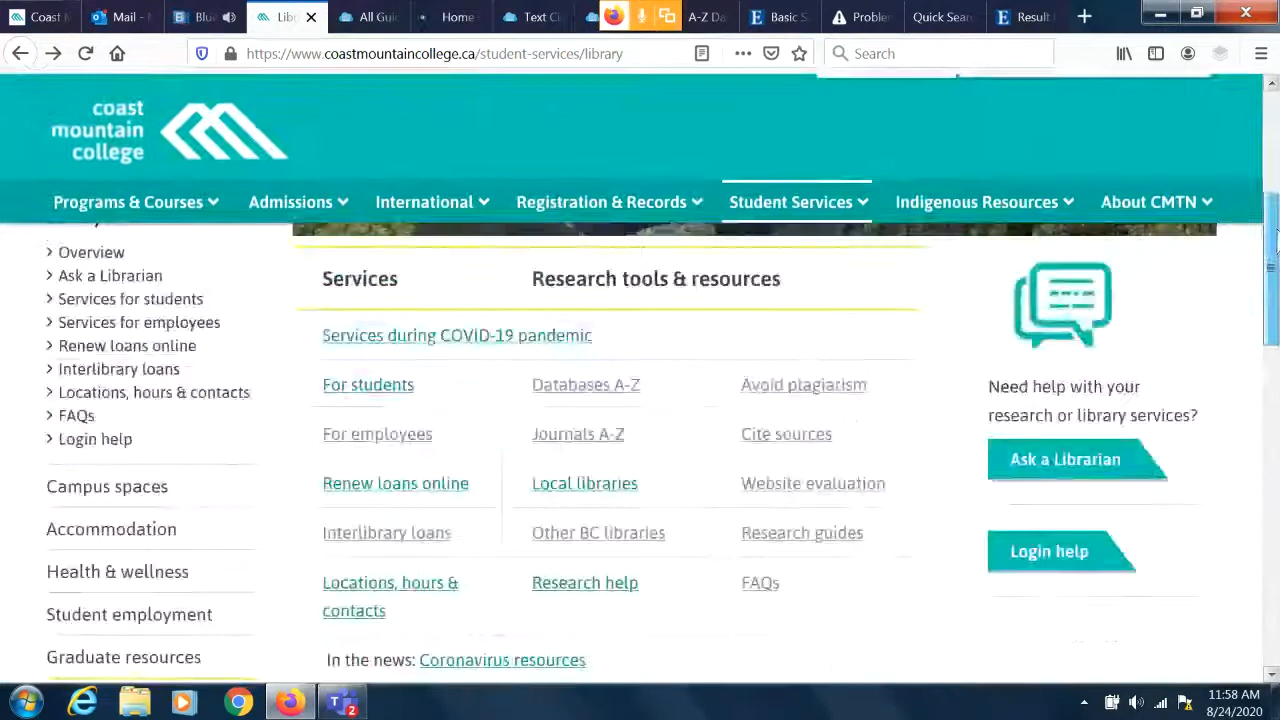 Coast
Mail -
Blue
Libr
All Gui
Home
Text Ci
A-Z Da
Basic S
Problem
Quick Sear
Result
https://www.coastmountaincollege.ca/student-services/library
Search
coast
mountain
college
Programs & Courses
Admissions
International
Registration & Records
Student Services
Indigenous Resources
About CMTN
Overview
Ask a Librarian
Services for students
Services for employees
Renew loans online
Interlibrary loans
Locations, hours & contacts
FAQs
Login help
Campus spaces
Accommodation
Health & wellness
Student employment
Graduate resources
Services
Research tools & resources
Services during COVID-19 pandemic
For students
Databases A-Z
Avoid plagiarism
For employees
Journals A-Z
Cite sources
Renew loans online
Local libraries
Website evaluation
Interlibrary loans
Other BC libraries
Research guides
Locations, hours &
contacts
Research help
FAQs
In the news: Coronavirus resources
Need help with your
research or library services?
Ask a Librarian
Login help
2
11:58 AM
8/24/2020